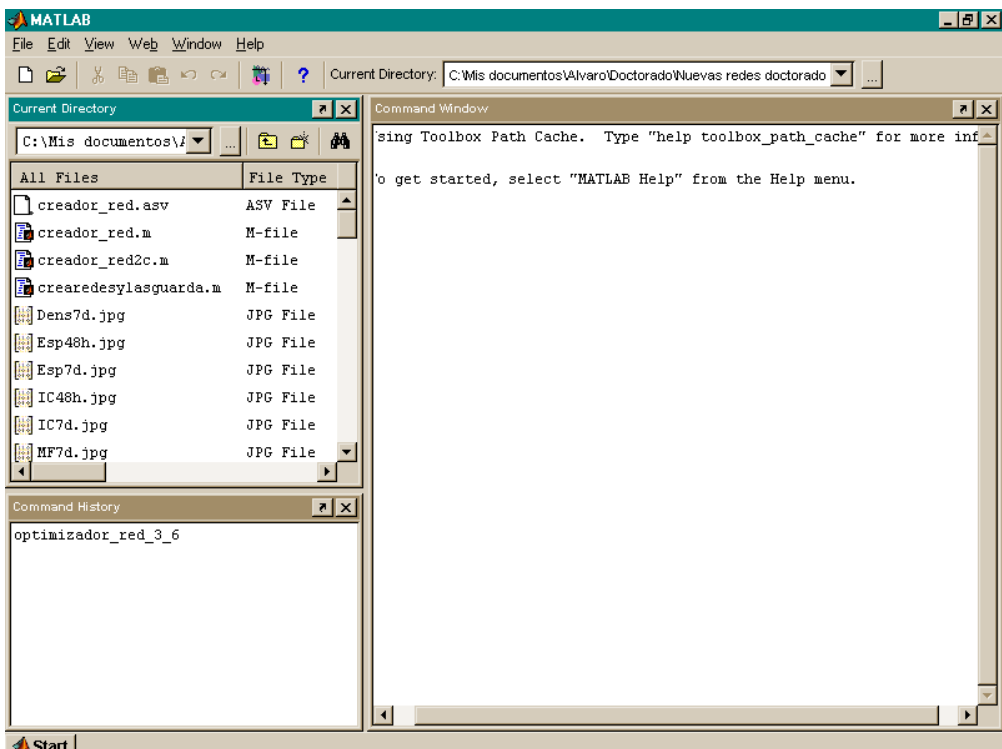 MATLAB
File Edit View Web Window Help
? Current Directory: C:\Mis documentos\Alvaro\Doctorado\Nuevas redes doctorado ...
Current Directory
C:\Mis documentos\A ...
All Files File Type
creador_red.asv ASV File
creador_red.m M-file
creador_red2c.m M-file
crearedesylasguarda.m M-file
Dens7d.jpg JPG File
Esp48h.jpg JPG File
Esp7d.jpg JPG File
IC48h.jpg JPG File
IC7d.jpg JPG File
MF7d.jpg JPG File
Command History
optimizador_red_3_6
Command Window
sing Toolbox Path Cache. Type "help toolbox_path_cache" for more inf
o get started, select "MATLAB Help" from the Help menu.
Start